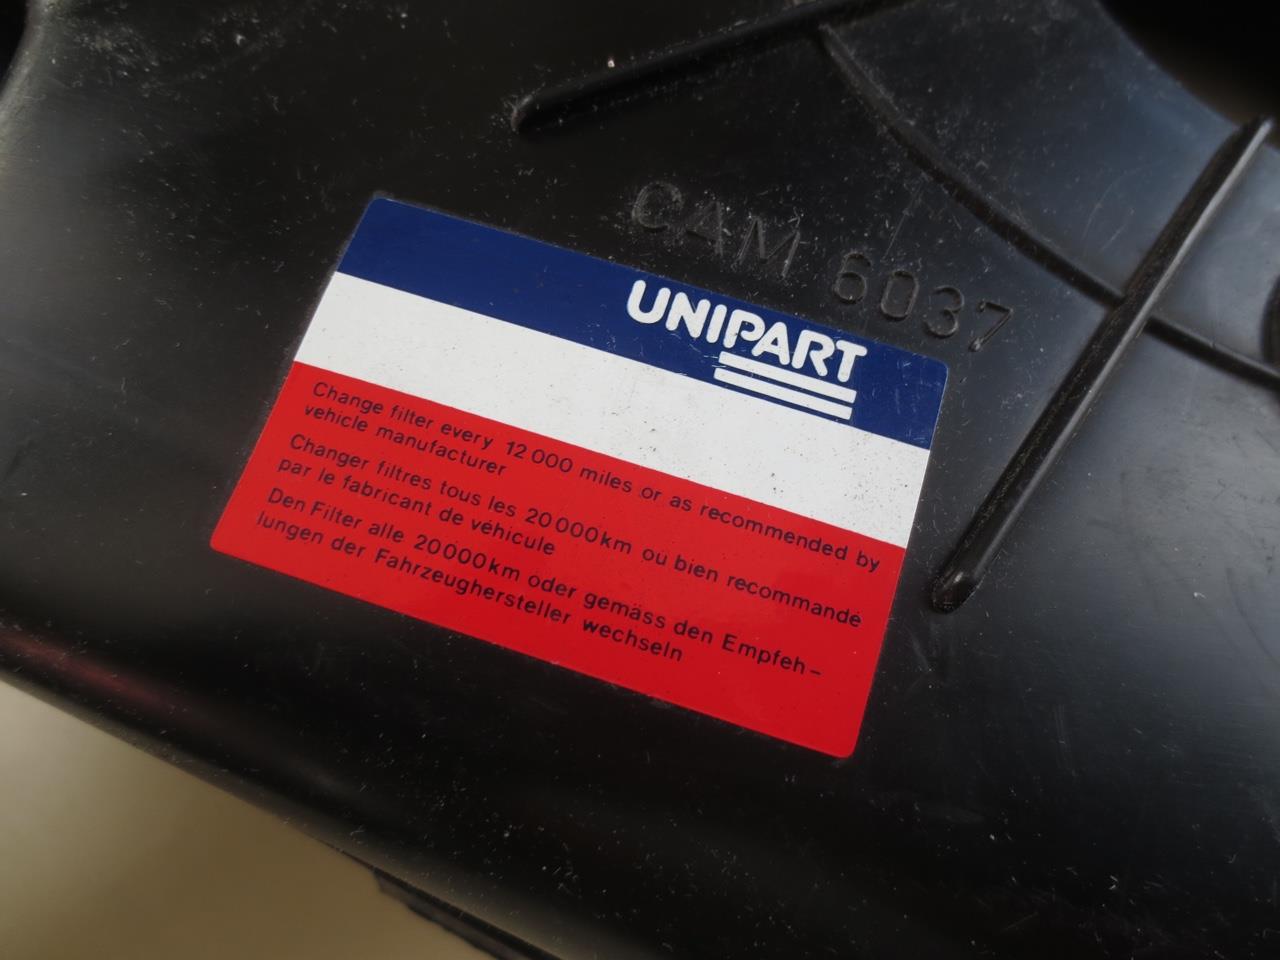 CAM 6037
UNIPART
Change filter every 12 000 miles or as recommended by
vehicle manufacturer
Changer filtres tous les 20 000 km ou bien recommandé
par le fabricant de véhicule
Den Filter alle 20 000 km oder gemäss den Empfeh-
lungen der Fahrzeughersteller wechseln